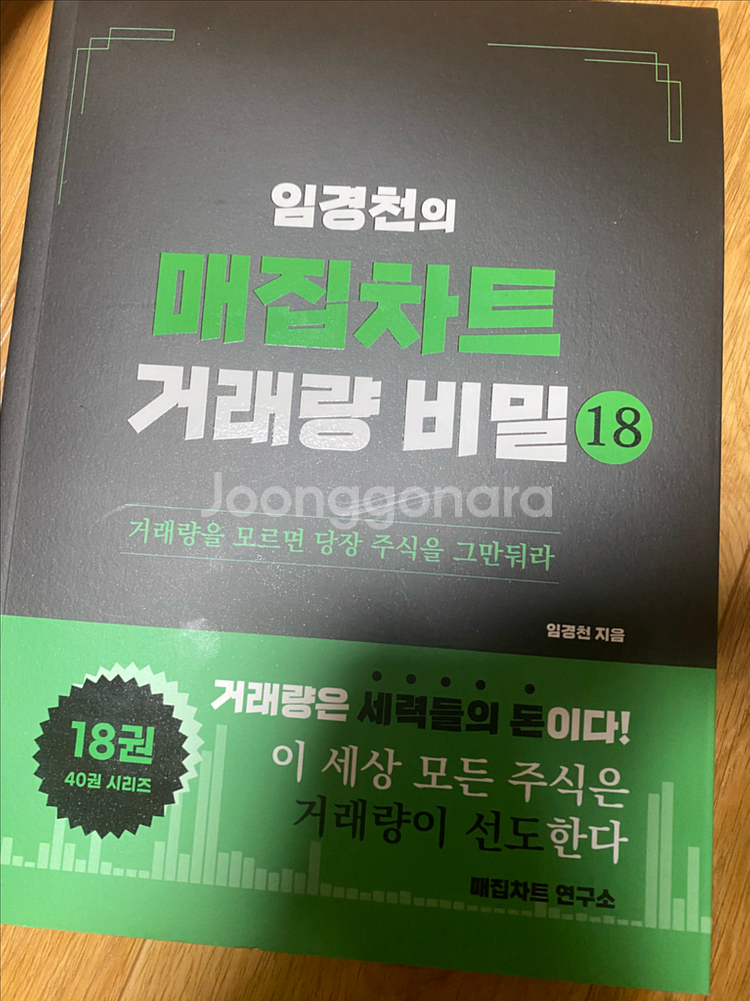 임경천의
매집차트
거래량 비밀 18
Joonggonara
거래량을 모르면 당장 주식을 그만둬라
임경천 지음
18권
40권 시리즈
거래량은 세력들의 돈이다!
이 세상 모든 주식은
거래량이 선도한다
매집차트 연구소